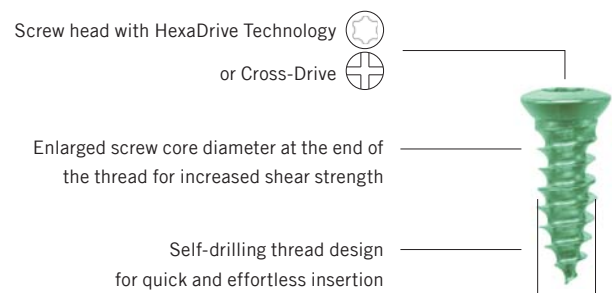 Screw head with HexaDrive Technology
or Cross-Drive
Enlarged screw core diameter at the end of
the thread for increased shear strength
Self-drilling thread design
for quick and effortless insertion